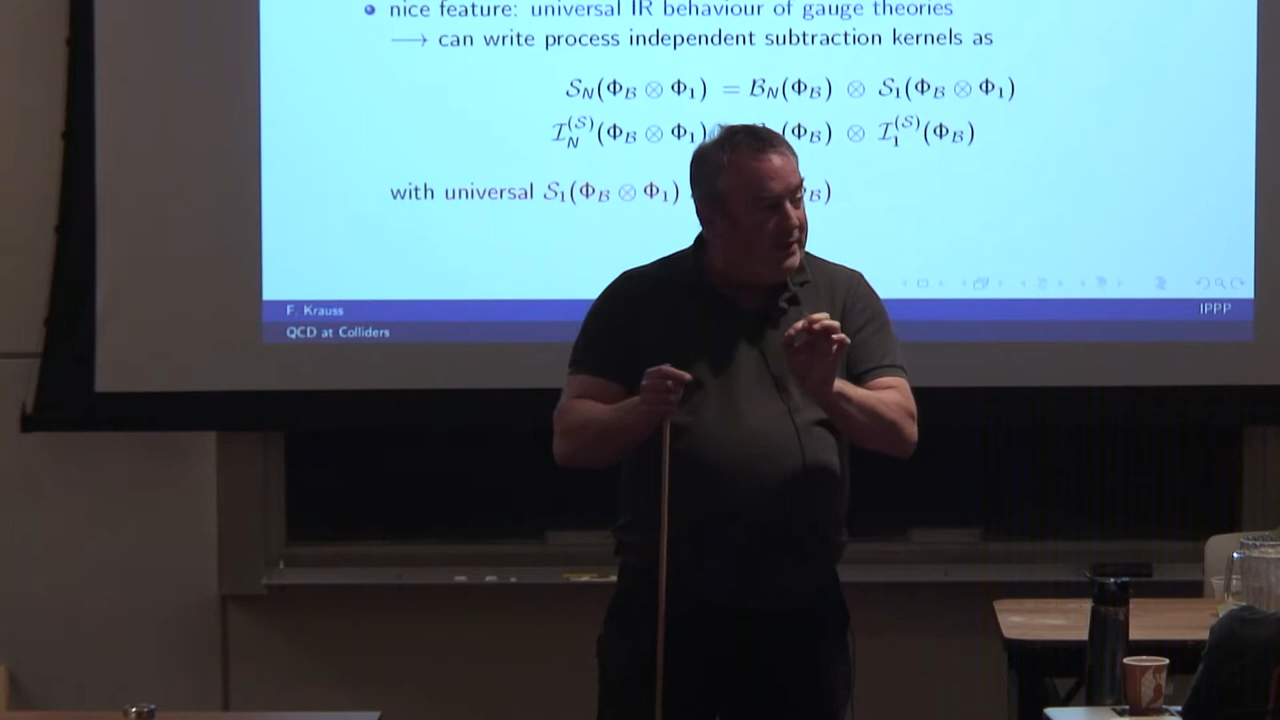 nice feature: universal IR behaviour of gauge theories
⟶ can write process independent subtraction kernels as
𝒮_N(Φ_ℬ ⊗ Φ_1) = ℬ_N(Φ_ℬ) ⊗ 𝒮_1(Φ_ℬ ⊗ Φ_1)
ℐ_N^{(𝒮)}(Φ_ℬ ⊗ Φ_1) (Φ_ℬ) ⊗ ℐ_1^{(𝒮)}(Φ_ℬ)
with universal 𝒮_1(Φ_ℬ ⊗ Φ_1) ℬ)
F. Krauss IPPP
QCD at Colliders